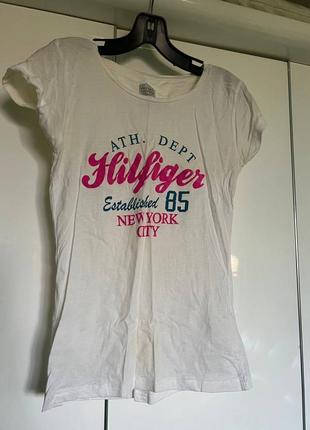 ATH. DEPT
Hilfiger
Established 85
NEW YORK
CITY